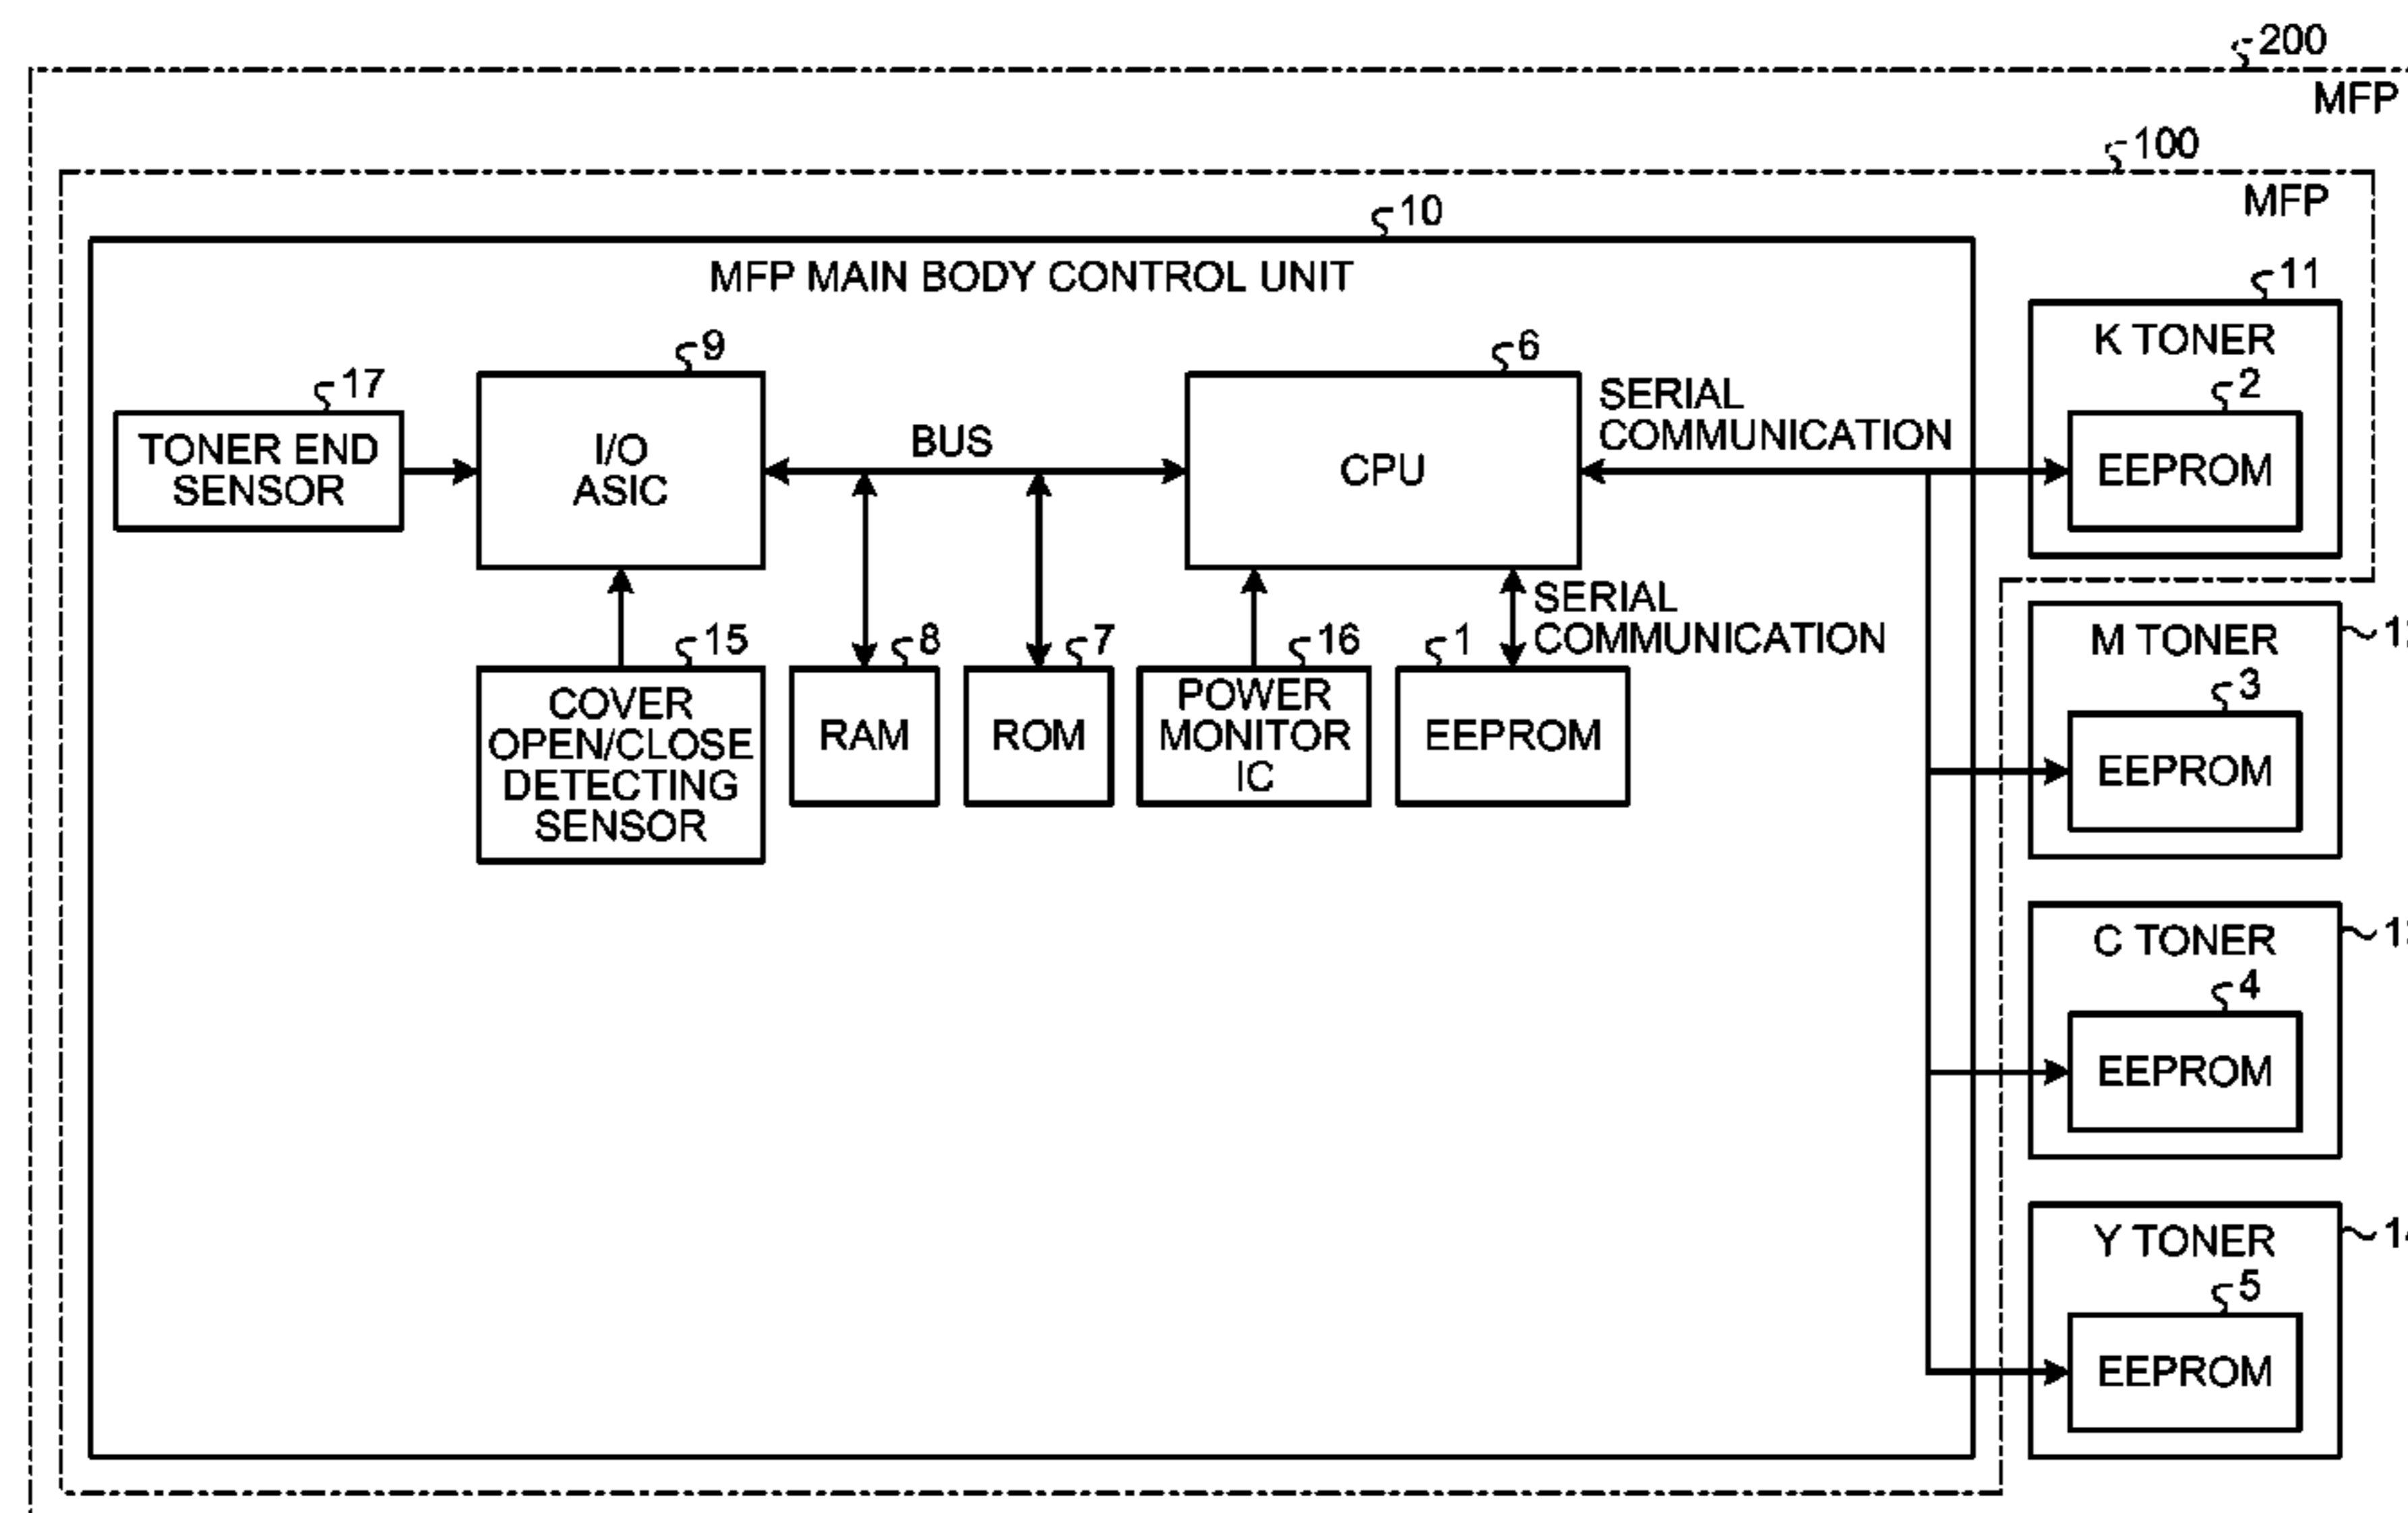 200
MFP
100
MFP
10
MFP MAIN BODY CONTROL UNIT
11
K TONER
2
EEPROM
9
I/O
ASIC
6
CPU
17
TONER END
SENSOR
BUS
SERIAL
COMMUNICATION
SERIAL
COMMUNICATION
15
COVER
OPEN/CLOSE
DETECTING
SENSOR
8
RAM
7
ROM
16
POWER
MONITOR
IC
1
EEPROM
M TONER
3
EEPROM
C TONER
4
EEPROM
Y TONER
5
EEPROM